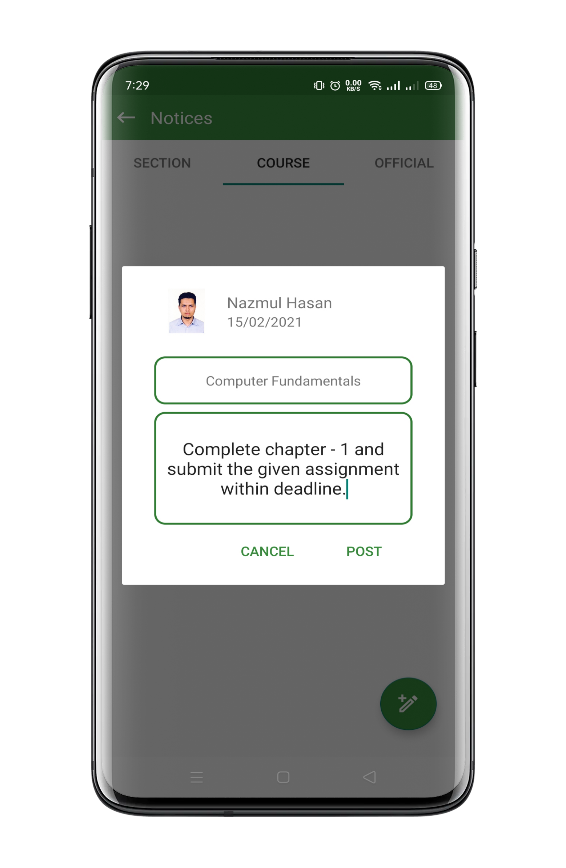 7:29
0.00
KB/S
48
Notices
SECTION
COURSE
OFFICIAL
Nazmul Hasan
15/02/2021
Computer Fundamentals
Complete chapter - 1 and
submit the given assignment
within deadline.
CANCEL
POST